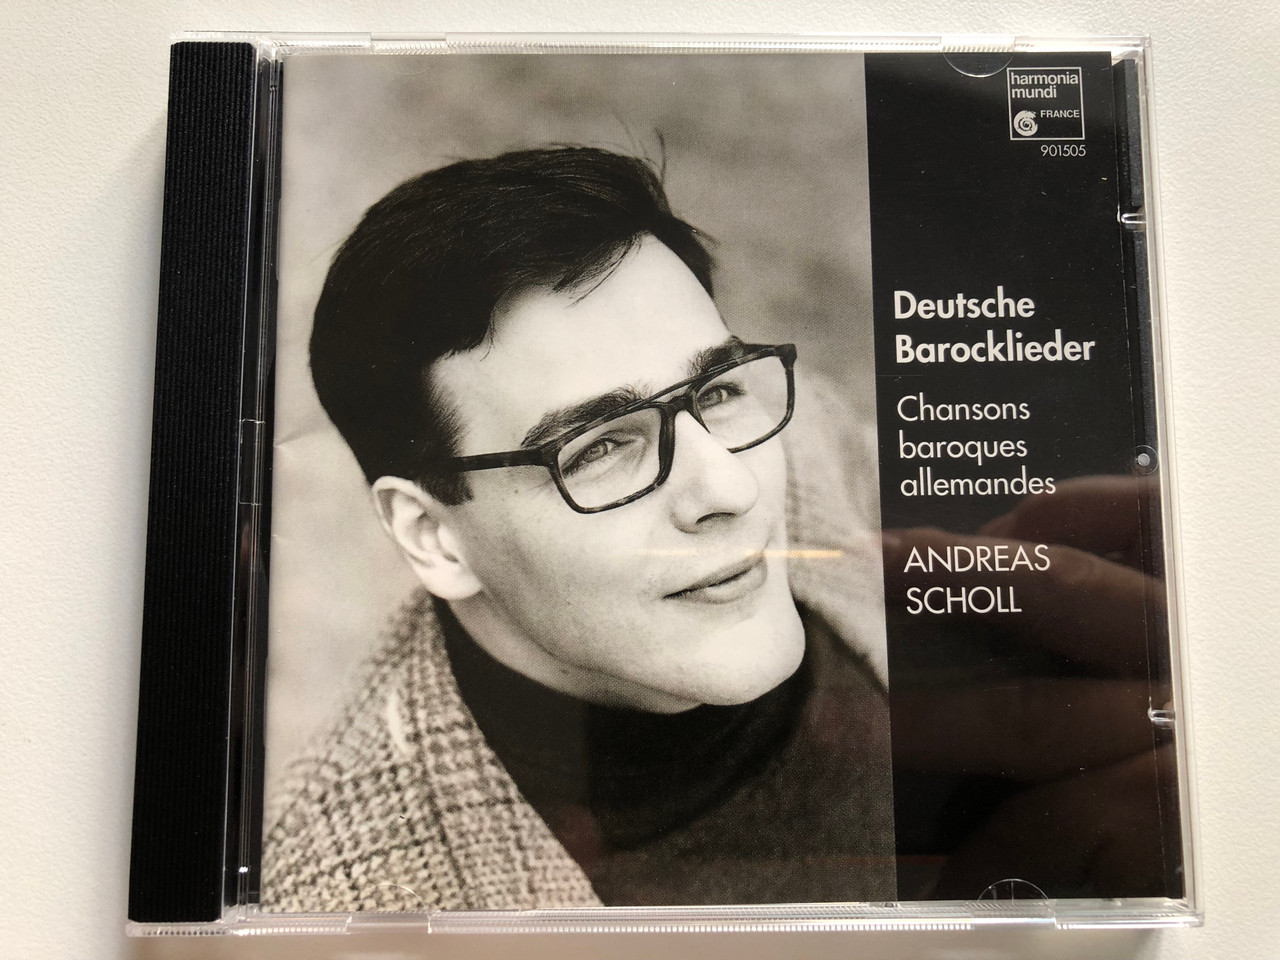 harmonia
mundi
FRANCE
901505
Deutsche
Barocklieder
Chansons
baroques
allemandes
ANDREAS
SCHOLL